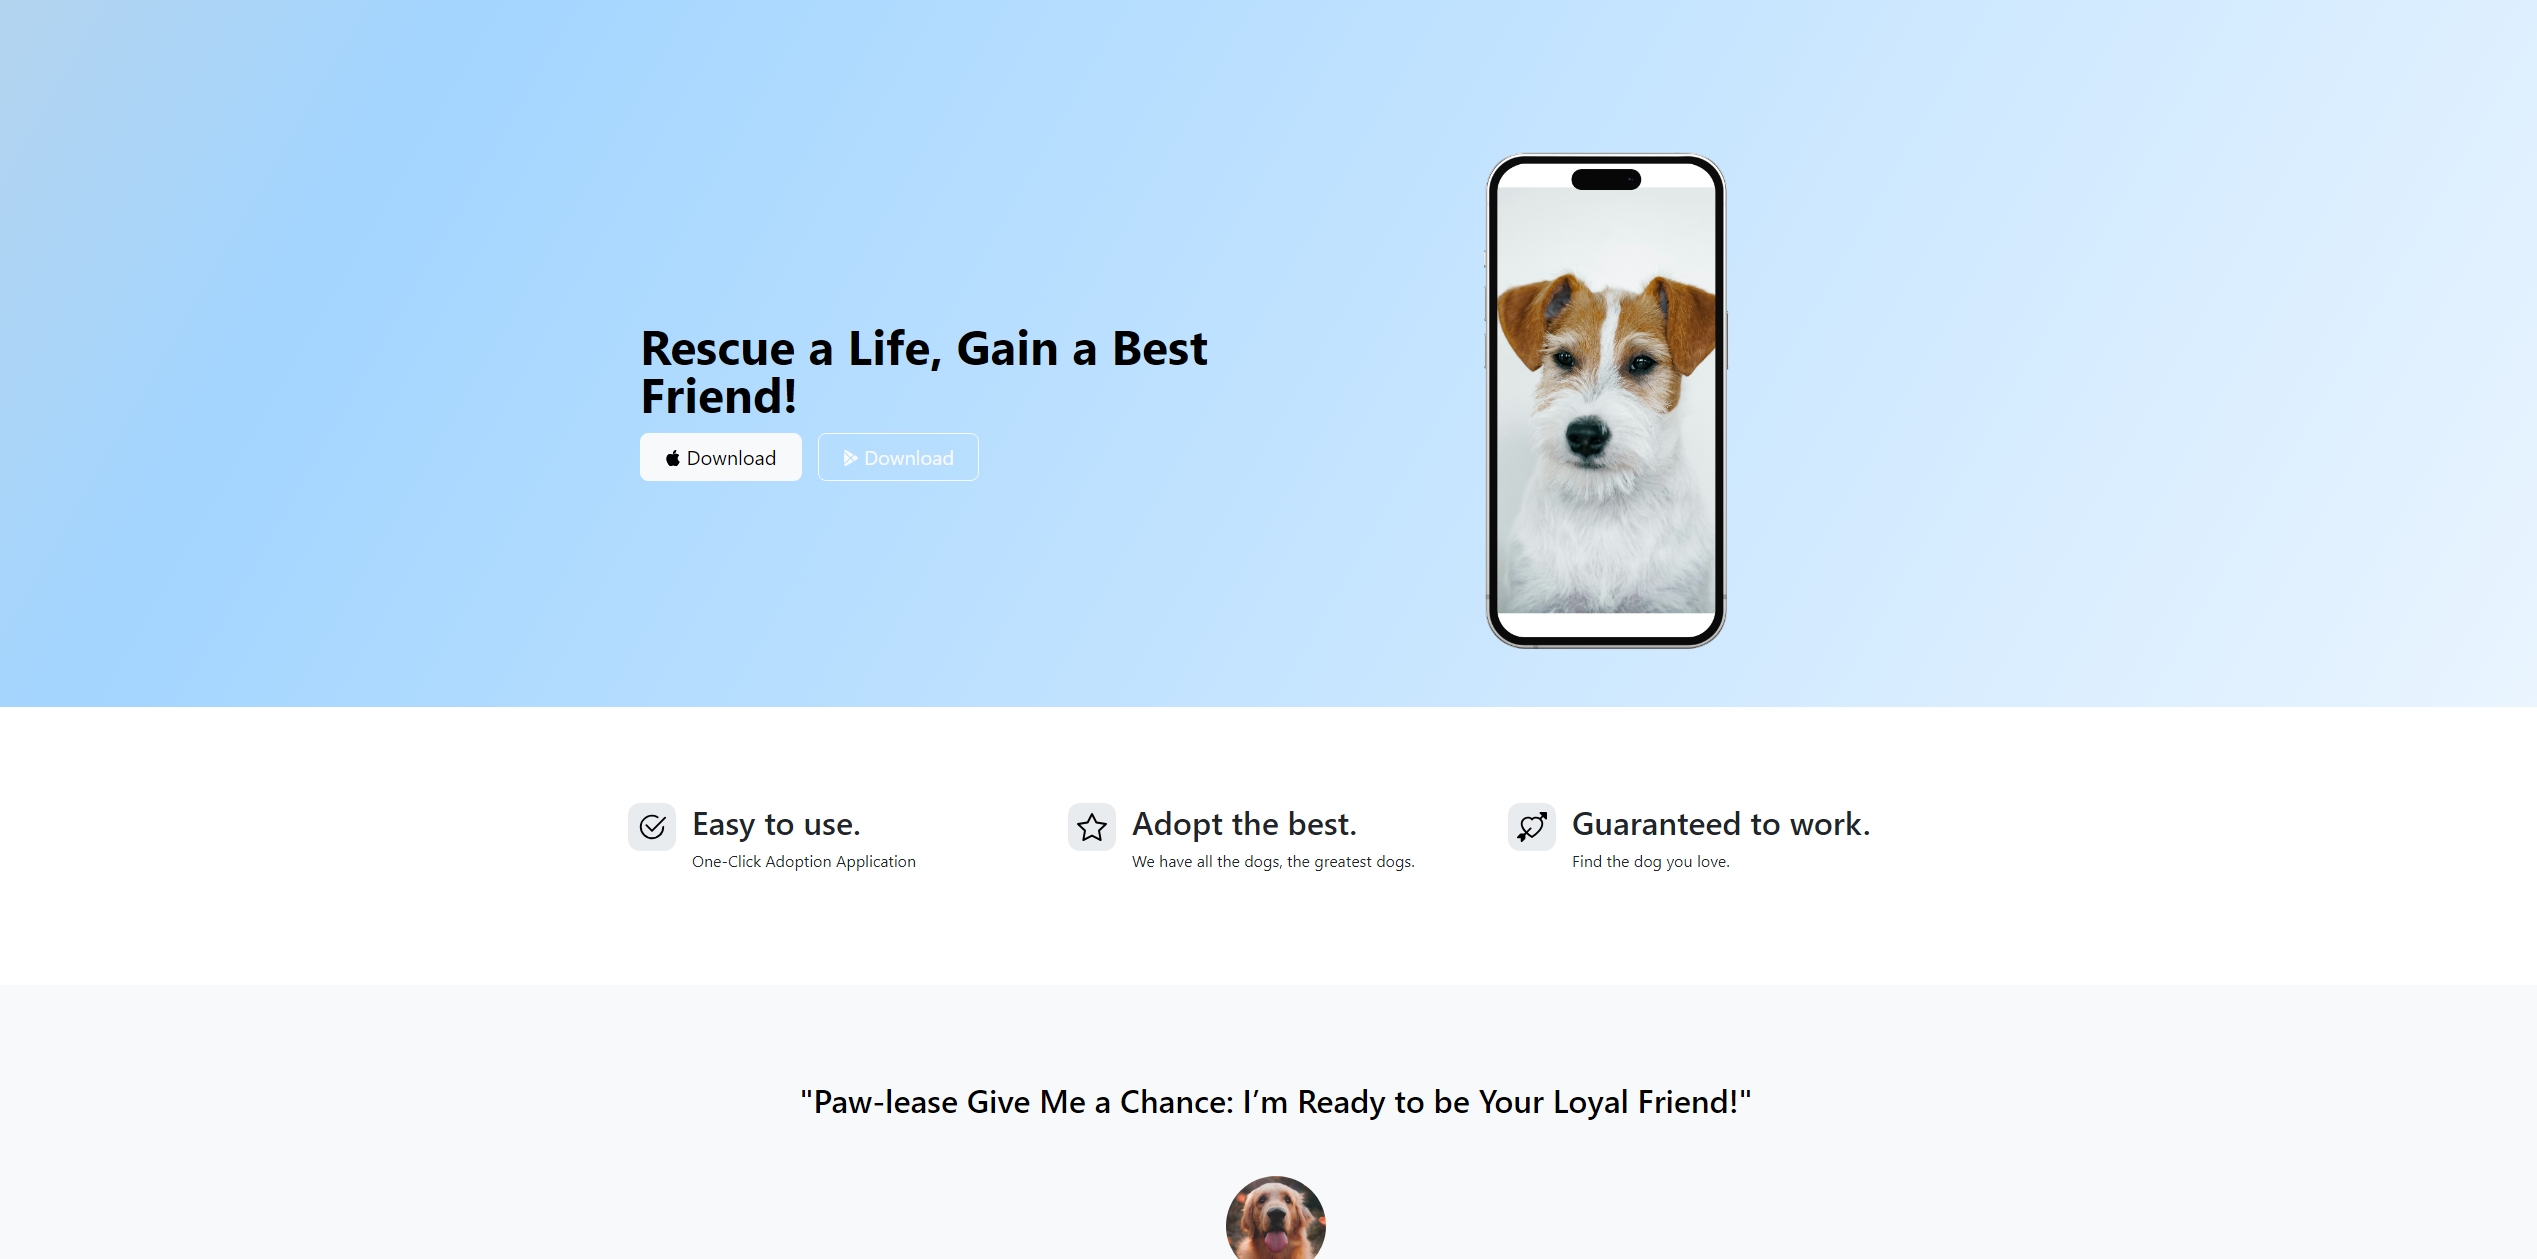 Rescue a Life, Gain a Best
Friend!
Download
Download
Easy to use.
One-Click Adoption Application
Adopt the best.
We have all the dogs, the greatest dogs.
Guaranteed to work.
Find the dog you love.
"Paw-lease Give Me a Chance: I’m Ready to be Your Loyal Friend!"